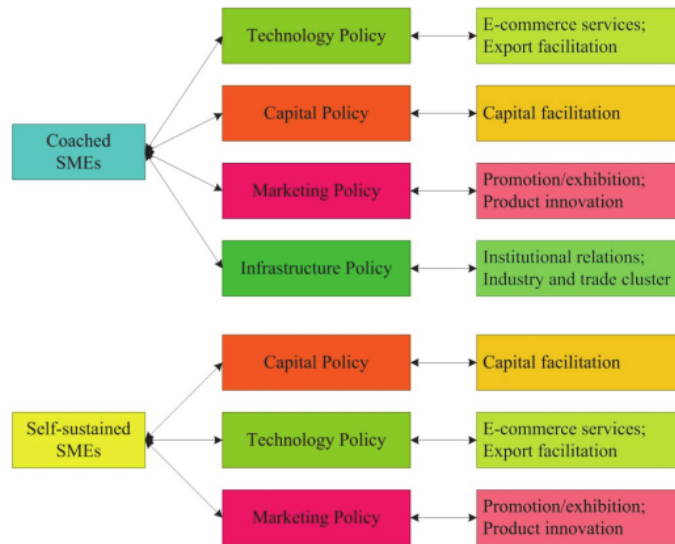 Technology Policy
E-commerce services;
Export facilitation
Capital Policy
Capital facilitation
Coached
SMEs
Marketing Policy
Promotion/exhibition;
Product innovation
Infrastructure Policy
Institutional relations;
Industry and trade cluster
Capital Policy
Capital facilitation
Self-sustained
SMEs
Technology Policy
E-commerce services;
Export facilitation
Marketing Policy
Promotion/exhibition;
Product innovation